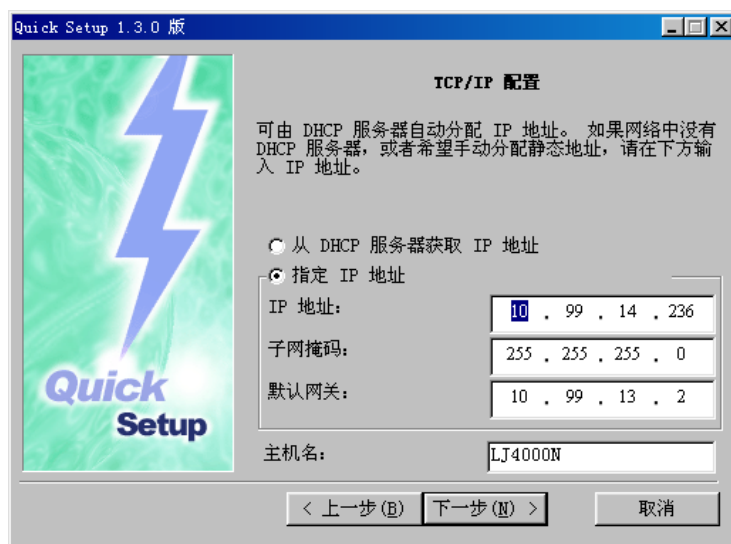 Quick Setup 1.3.0 版
TCP/IP 配置
可由 DHCP 服务器自动分配 IP 地址。 如果网络中没有
DHCP 服务器，或者希望手动分配静态地址，请在下方输
入 IP 地址。
从 DHCP 服务器获取 IP 地址
指定 IP 地址
IP 地址： 10 . 99 . 14 . 236
子网掩码： 255 . 255 . 255 . 0
默认网关： 10 . 99 . 13 . 2
Quick
Setup
主机名： LJ4000N
< 上一步(B) 下一步(N) > 取消